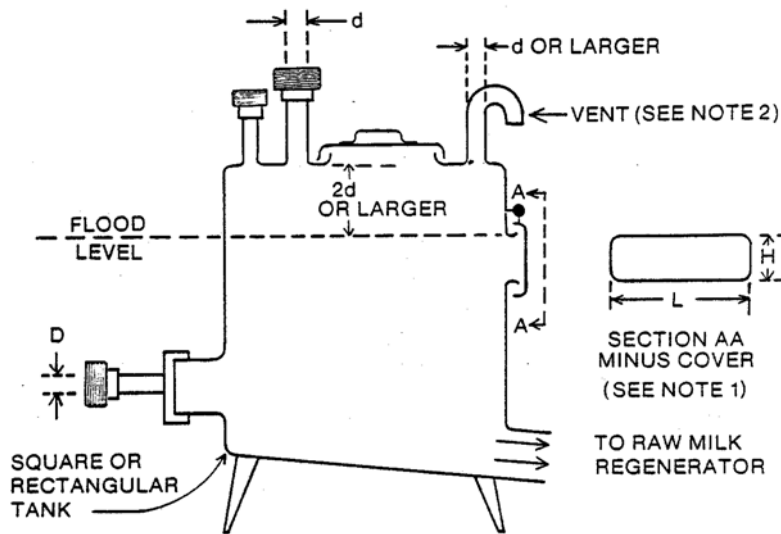 d
d OR LARGER
VENT (SEE NOTE 2)
2d
OR LARGER
A
FLOOD
LEVEL
H
L
A
D
SECTION AA
MINUS COVER
(SEE NOTE 1)
TO RAW MILK
REGENERATOR
SQUARE OR
RECTANGULAR
TANK